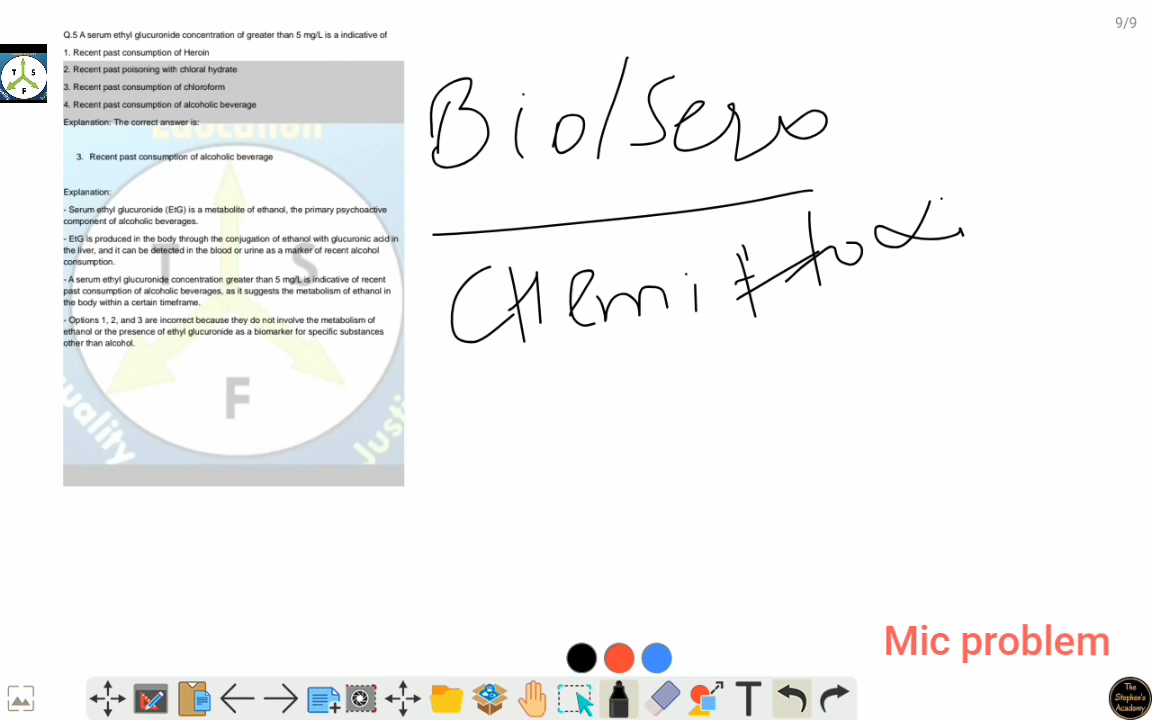 9/9
Q.5 A serum ethyl glucuronide concentration of greater than 5 mg/L is a indicative of
1. Recent past consumption of Heroin
2. Recent past poisoning with chloral hydrate
3. Recent past consumption of chloroform
4. Recent past consumption of alcoholic beverage
Explanation: The correct answer is:
3. Recent past consumption of alcoholic beverage
Explanation:
- Serum ethyl glucuronide (EtG) is a metabolite of ethanol, the primary psychoactive
component of alcoholic beverages.
- EtG is produced in the body through the conjugation of ethanol with glucuronic acid in
the liver, and it can be detected in the blood or urine as a marker of recent alcohol
consumption.
- A serum ethyl glucuronide concentration greater than 5 mg/L is indicative of recent
past consumption of alcoholic beverages, as it suggests the metabolism of ethanol in
the body within a certain timeframe.
- Options 1, 2, and 3 are incorrect because they do not involve the metabolism of
ethanol or the presence of ethyl glucuronide as a biomarker for specific substances
other than alcohol.
Education
T S
F
uality
Justi
T S
F
Bio/Sero
CHemi + tox
Mic problem
T
The
Stephen's
Academy